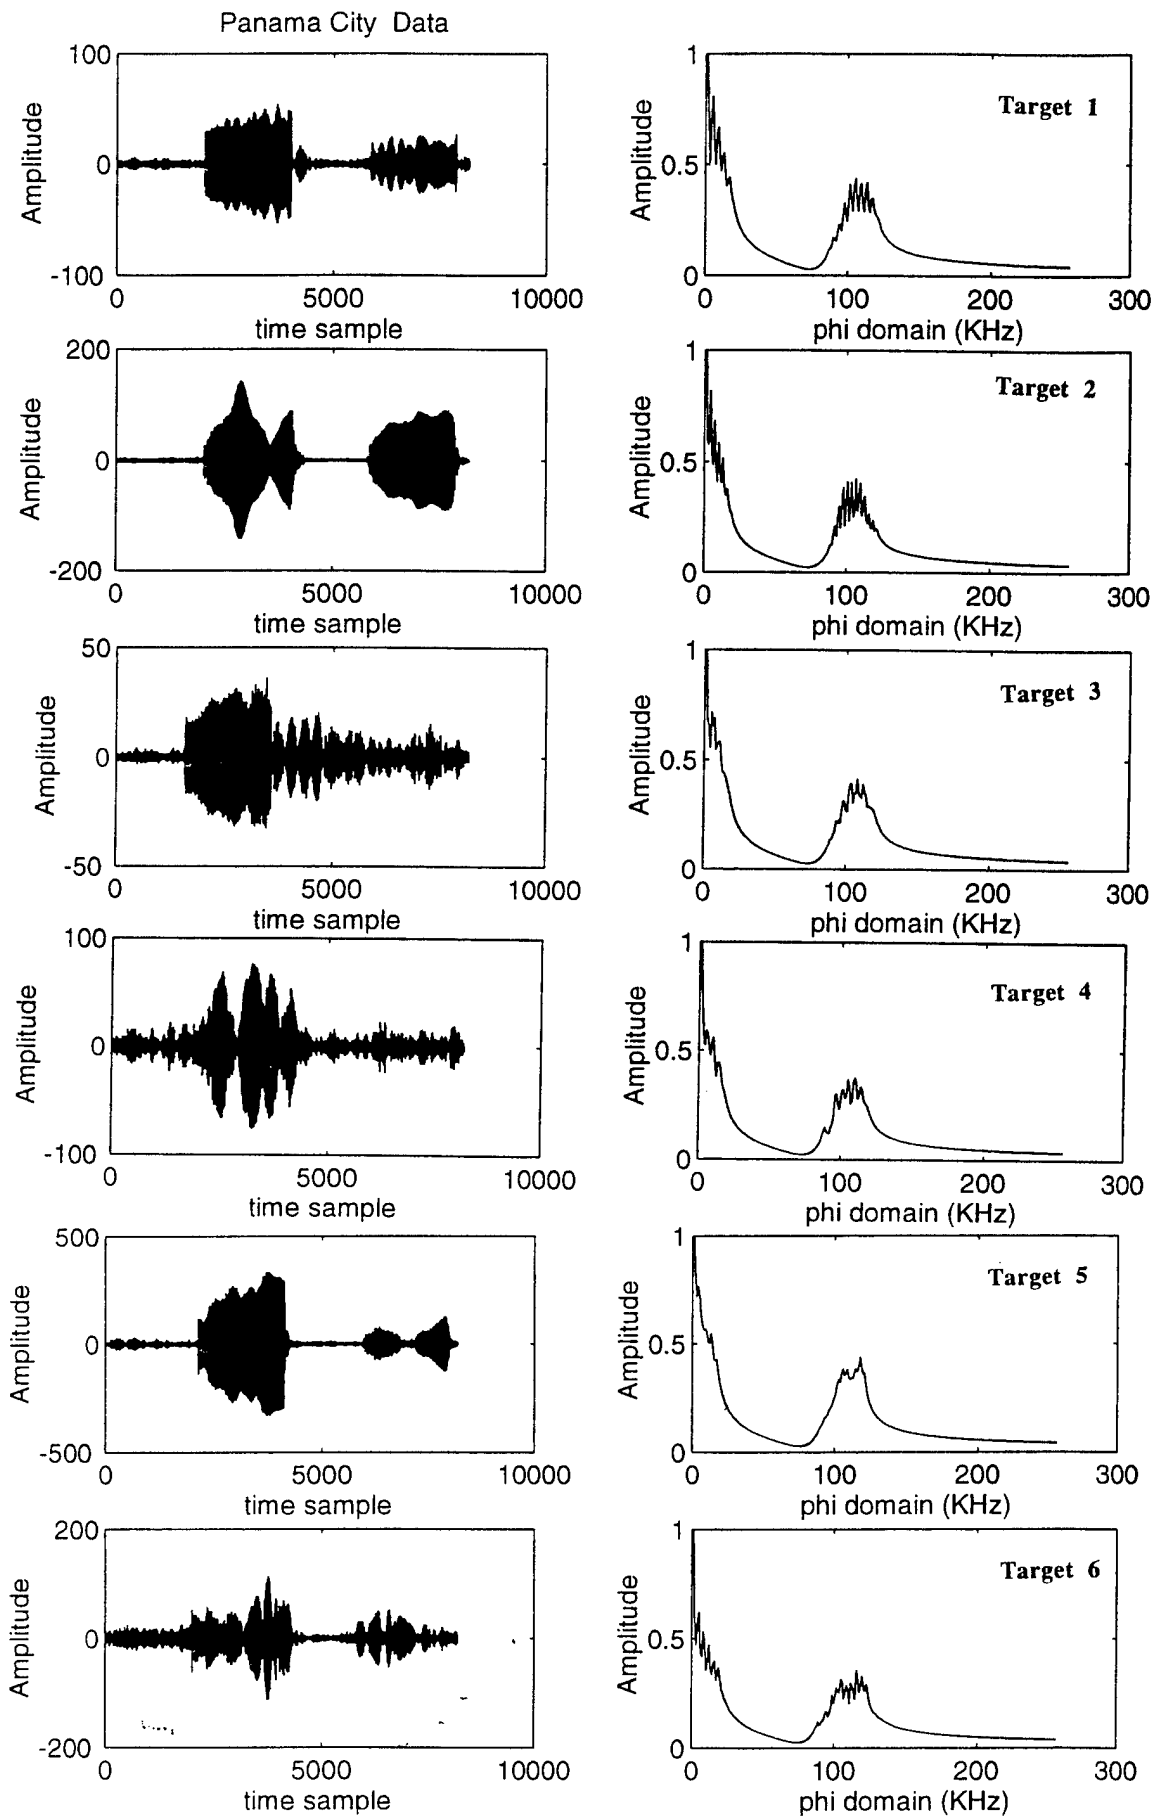 Panama City Data
100
0
-100
Amplitude
0 5000 10000
time sample
1
0.5
0
Amplitude
Target 1
0 100 200 300
phi domain (KHz)
200
0
-200
Amplitude
0 5000 10000
time sample
1
0.5
0
Amplitude
Target 2
0 100 200 300
phi domain (KHz)
50
0
-50
Amplitude
0 5000 10000
time sample
1
0.5
0
Amplitude
Target 3
0 100 200 300
phi domain (KHz)
100
0
-100
Amplitude
0 5000 10000
time sample
1
0.5
0
Amplitude
Target 4
0 100 200 300
phi domain (KHz)
500
0
-500
Amplitude
0 5000 10000
time sample
1
0.5
0
Amplitude
Target 5
0 100 200 300
phi domain (KHz)
200
0
-200
Amplitude
0 5000 10000
time sample
1
0.5
0
Amplitude
Target 6
0 100 200 300
phi domain (KHz)